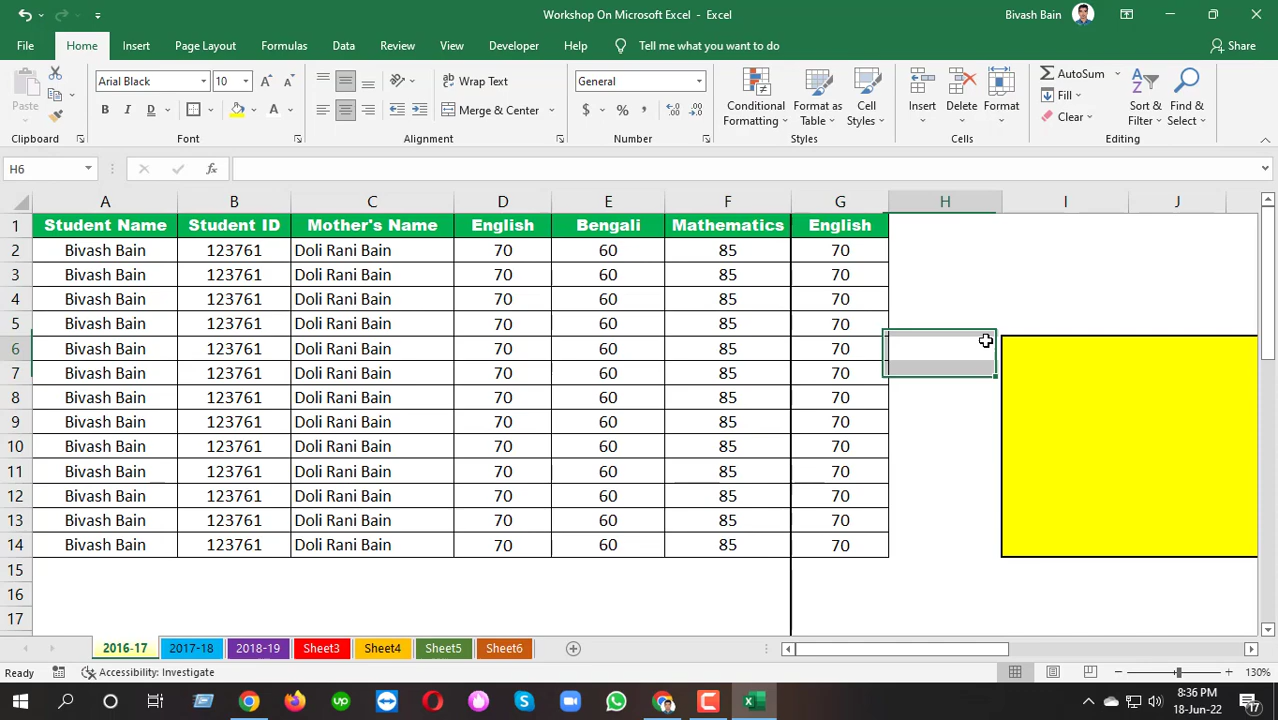 Workshop On Microsoft Excel - Excel
Bivash Bain
File Home Insert Page Layout Formulas Data Review View Developer Help Tell me what you want to do Share
Paste
Arial Black 10
B I D A
Wrap Text
Merge & Center
General
$ % ,
Conditional Formatting
Format as Table
Cell Styles
Insert Delete Format
AutoSum
Fill
Clear
Sort & Filter
Find & Select
Clipboard Font Alignment Number Styles Cells Editing
H6 fx
A B C D E F G H I J
1 Student Name Student ID Mother's Name English Bengali Mathematics English
2 Bivash Bain 123761 Doli Rani Bain 70 60 85 70
3 Bivash Bain 123761 Doli Rani Bain 70 60 85 70
4 Bivash Bain 123761 Doli Rani Bain 70 60 85 70
5 Bivash Bain 123761 Doli Rani Bain 70 60 85 70
6 Bivash Bain 123761 Doli Rani Bain 70 60 85 70
7 Bivash Bain 123761 Doli Rani Bain 70 60 85 70
8 Bivash Bain 123761 Doli Rani Bain 70 60 85 70
9 Bivash Bain 123761 Doli Rani Bain 70 60 85 70
10 Bivash Bain 123761 Doli Rani Bain 70 60 85 70
11 Bivash Bain 123761 Doli Rani Bain 70 60 85 70
12 Bivash Bain 123761 Doli Rani Bain 70 60 85 70
13 Bivash Bain 123761 Doli Rani Bain 70 60 85 70
14 Bivash Bain 123761 Doli Rani Bain 70 60 85 70
15
16
17
2016-17 2017-18 2018-19 Sheet3 Sheet4 Sheet5 Sheet6
Ready Accessibility: Investigate 130%
8:36 PM
18-Jun-22
17